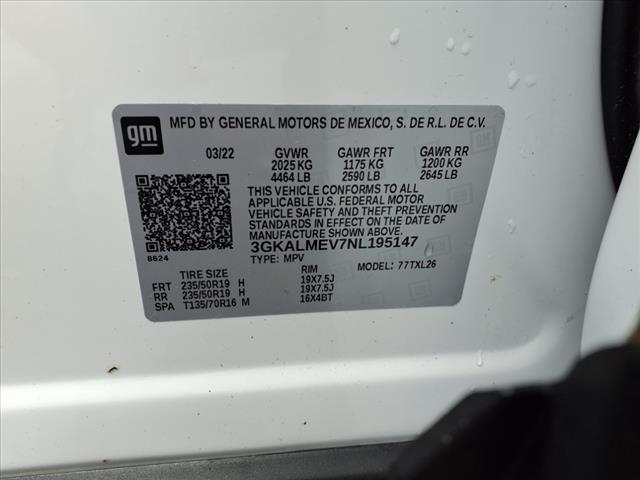 gm
MFD BY GENERAL MOTORS DE MEXICO, S. DE R.L. DE C.V.
03/22 GVWR GAWR FRT GAWR RR
2025 KG 1175 KG 1200 KG
4464 LB 2590 LB 2645 LB
THIS VEHICLE CONFORMS TO ALL
APPLICABLE U.S. FEDERAL MOTOR
VEHICLE SAFETY AND THEFT PREVENTION
STANDARDS IN EFFECT ON THE DATE OF
MANUFACTURE SHOWN ABOVE.
3GKALMEV7NL195147
8624
TYPE: MPV MODEL: 77TXL26
TIRE SIZE RIM
FRT 235/50R19 H 19X7.5J
RR 235/50R19 H 19X7.5J
SPA T135/70R16 M 16X4BT